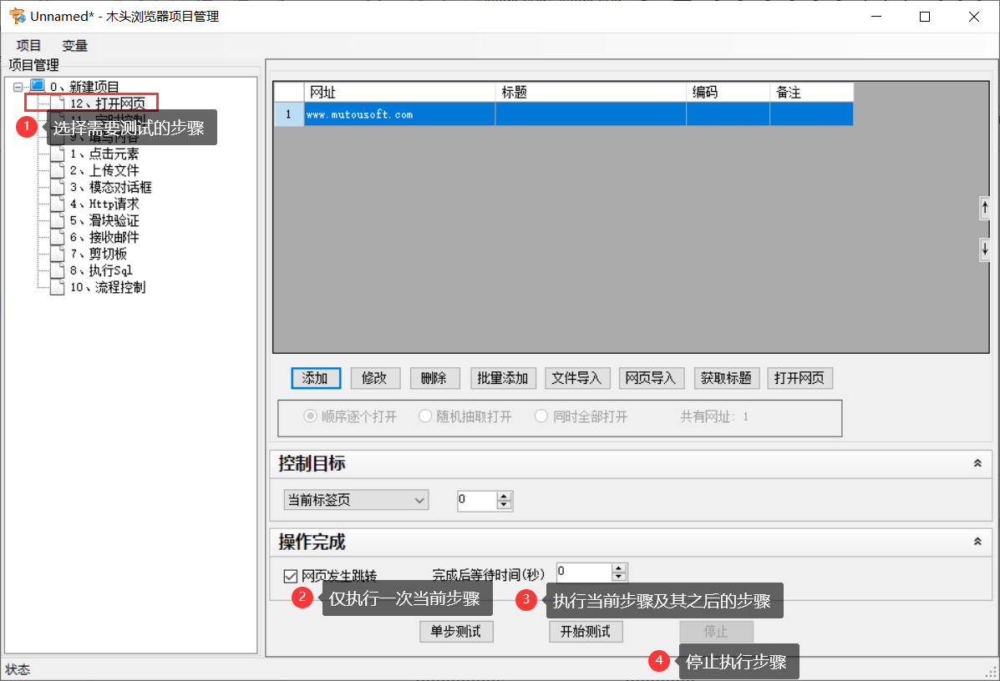 Unnamed* - 木头浏览器项目管理
项目 变量
项目管理
0、新建项目
12、打开网页
1 选择需要测试的步骤
1、点击元素
2、上传文件
3、模态对话框
4、Http请求
5、滑块验证
6、接收邮件
7、剪切板
8、执行Sql
10、流程控制
网址 标题 编码 备注
1 www.mutousoft.com
↑
↓
添加 修改 删除 批量添加 文件导入 网页导入 获取标题 打开网页
顺序逐个打开 随机抽取打开 同时全部打开 共有网址: 1
控制目标
当前标签页 0
操作完成
网页发生跳转 完成后等待时间(秒) 0
2 仅执行一次当前步骤 3 执行当前步骤及其之后的步骤
单步测试 开始测试 停止
4 停止执行步骤
状态